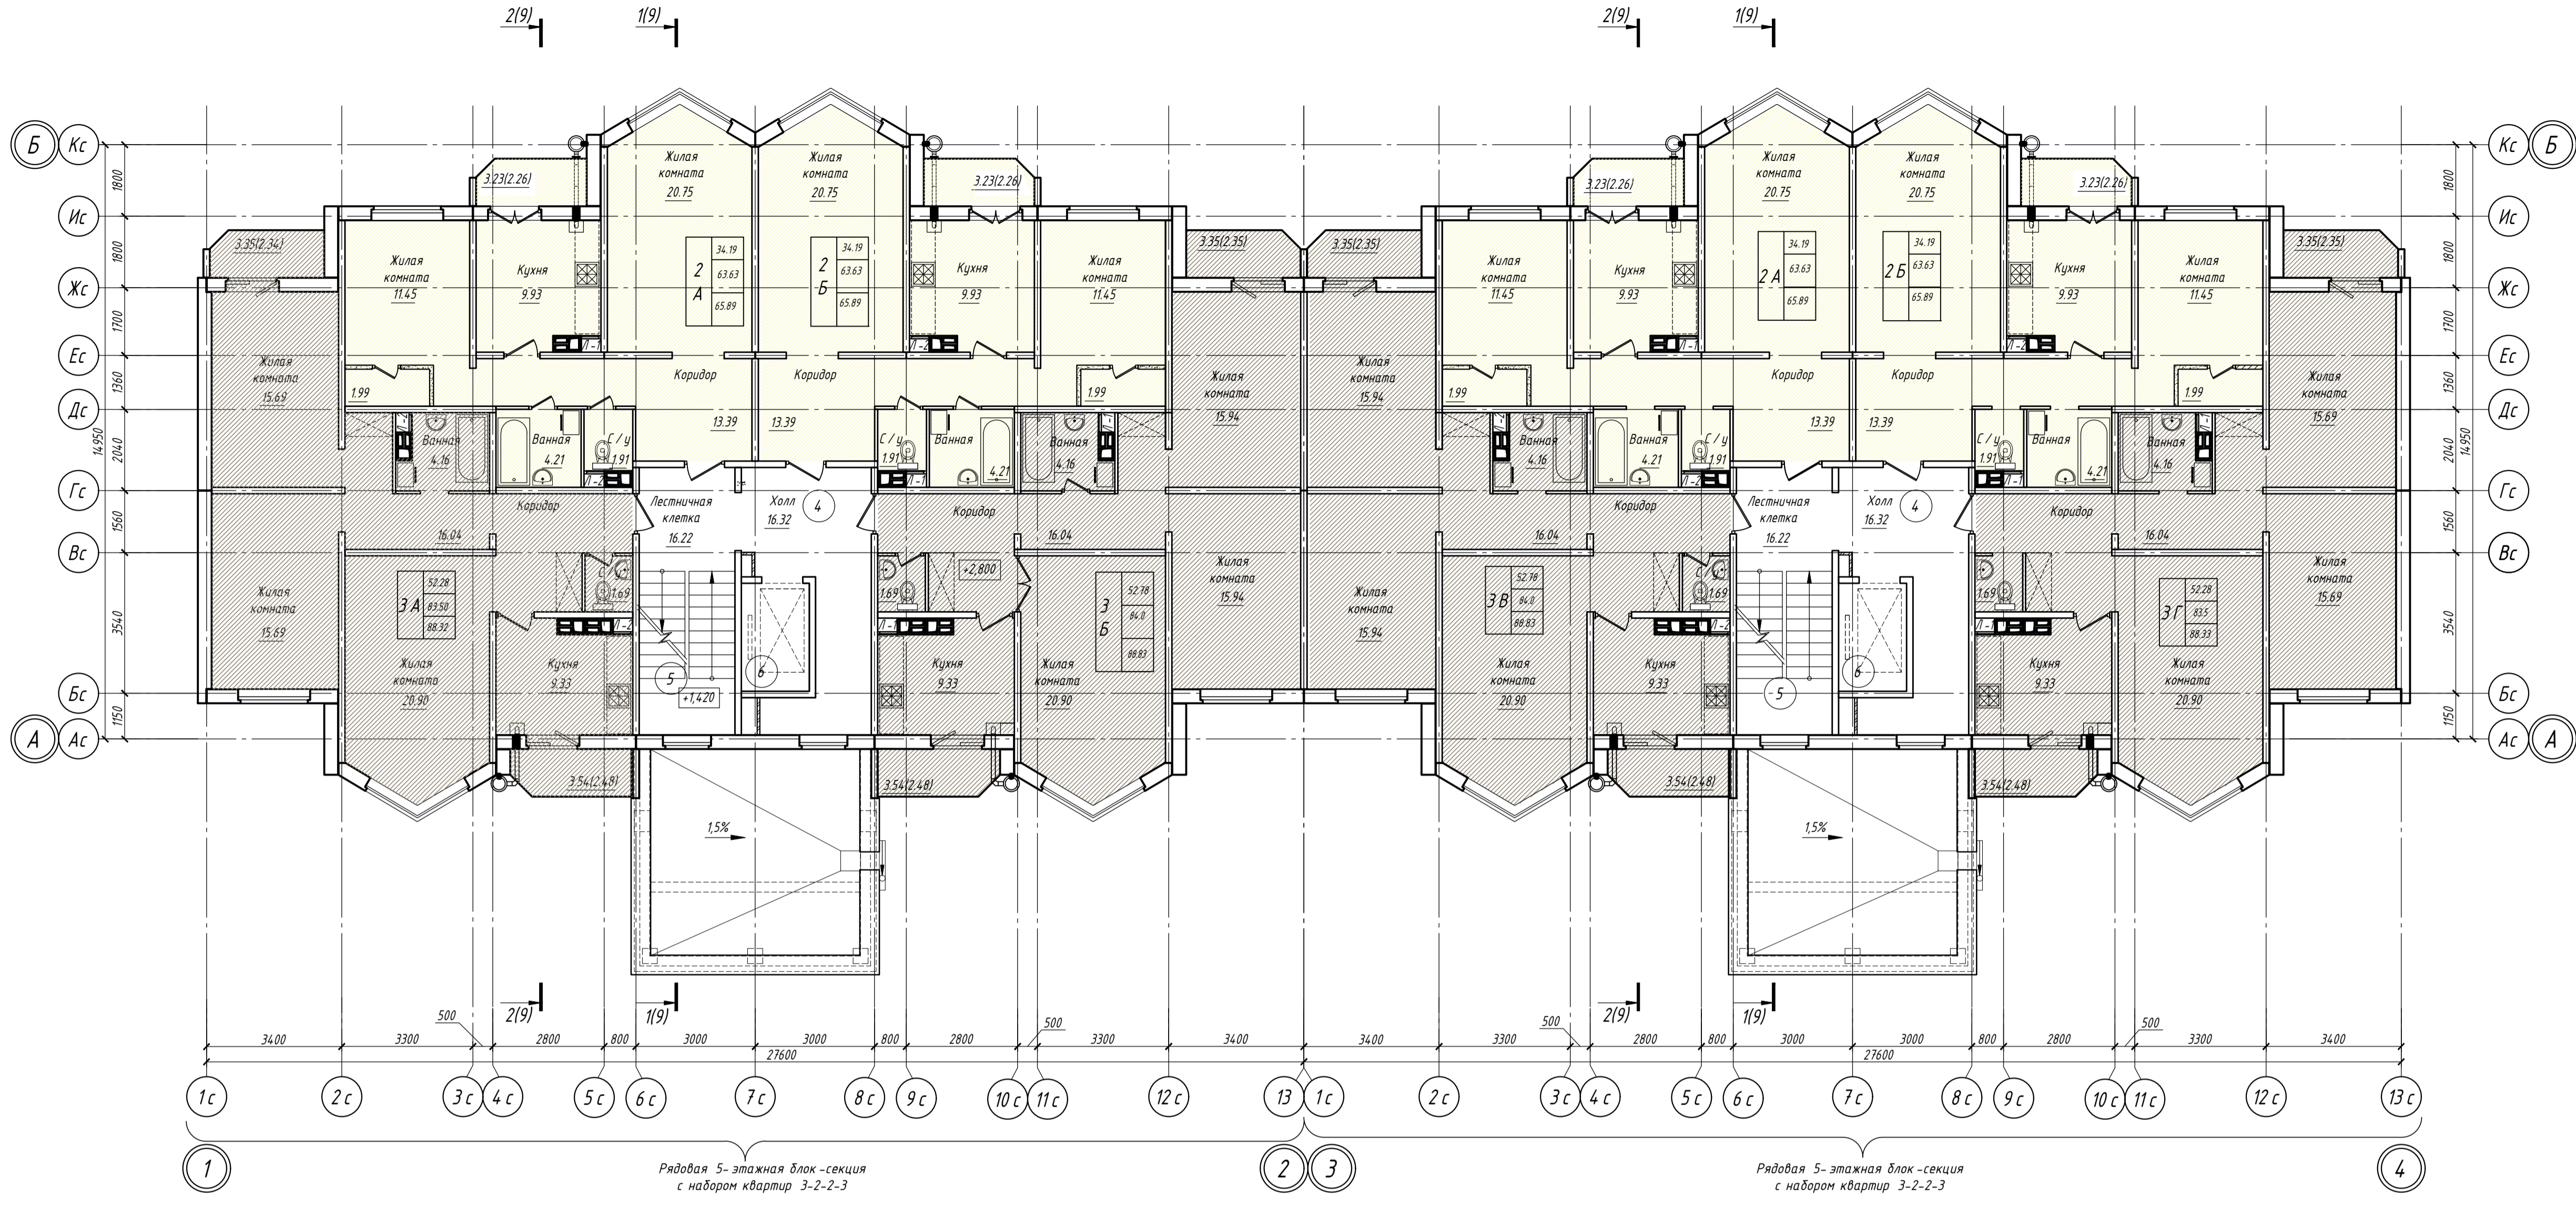 2(9)
1(9)
2(9)
1(9)
Б
Кс
Ис
Жс
Ес
Дс
Гс
Вс
Бс
А
Ас
1800
1800
1700
1360
2040
1560
3540
1150
14950
3.35(2.34)
Жилая
комната
15.69
Жилая
комната
15.69
Жилая
комната
11.45
1.99
3.23(2.26)
Кухня
9.93
Л-1
Жилая
комната
20.75
2
А
34.19
63.63
65.89
Коридор
13.39
Ванная
4.16
Ванная
4.21
С/у
1.91
Коридор
16.04
3 А
52.28
83.50
88.32
Жилая
комната
20.90
С/у
1.69
Л-2
Кухня
9.33
3.54(2.48)
Жилая
комната
20.75
2
Б
34.19
63.63
65.89
Коридор
13.39
3.23(2.26)
Кухня
9.93
Л-2
Жилая
комната
11.45
1.99
С/у
1.91
Л-1
Ванная
4.21
Ванная
4.16
Лестничная
клетка
16.22
Холл
16.32
4
5
6
+1,420
Коридор
16.04
+2,800
1.69
Л-1
Кухня
9.33
3
Б
52.78
84.0
88.83
Жилая
комната
20.90
3.54(2.48)
3.35(2.35)
Жилая
комната
15.94
Жилая
комната
15.94
1,5%
3.35(2.35)
Жилая
комната
15.94
Жилая
комната
15.94
Жилая
комната
11.45
1.99
3.23(2.26)
Кухня
9.93
Л-1
Жилая
комната
20.75
2 А
34.19
63.63
65.89
Коридор
13.39
Ванная
4.16
Ванная
4.21
С/у
1.91
Л-2
Коридор
16.04
3 В
52.78
84.0
88.83
Жилая
комната
20.90
С/у
1.69
Л-2
Кухня
9.33
3.54(2.48)
Жилая
комната
20.75
2 Б
34.19
63.63
65.89
Коридор
13.39
3.23(2.26)
Кухня
9.93
Л-2
Жилая
комната
11.45
1.99
С/у
1.91
Л-1
Ванная
4.21
Ванная
4.16
Лестничная
клетка
16.22
Холл
16.32
4
5
6
Коридор
16.04
1.69
Л-1
Кухня
9.33
3 Г
52.28
83.5
88.33
Жилая
комната
20.90
3.54(2.48)
3.35(2.35)
Жилая
комната
15.69
Жилая
комната
15.69
1,5%
1800
1800
1700
1360
2040
1560
3540
1150
14950
Кс
Б
Ис
Жс
Ес
Дс
Гс
Вс
Бс
Ас
А
2(9)
1(9)
2(9)
1(9)
3400
3300
500
2800
800
3000
3000
800
2800
500
3300
3400
3400
3300
500
2800
800
3000
3000
800
2800
500
3300
3400
27600
27600
1 с
2 с
3 с
4 с
5 с
6 с
7 с
8 с
9 с
10 с
11 с
12 с
13
1 с
2 с
3 с
4 с
5 с
6 с
7 с
8 с
9 с
10 с
11 с
12 с
13 с
1
2
3
4
Рядовая 5-этажная блок-секция
с набором квартир 3-2-2-3
Рядовая 5-этажная блок-секция
с набором квартир 3-2-2-3